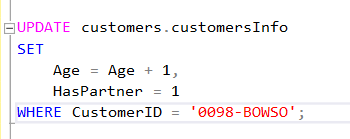 UPDATE customers.customersInfo
SET
Age = Age + 1,
HasPartner = 1
WHERE CustomerID = '0098-BOWSO';